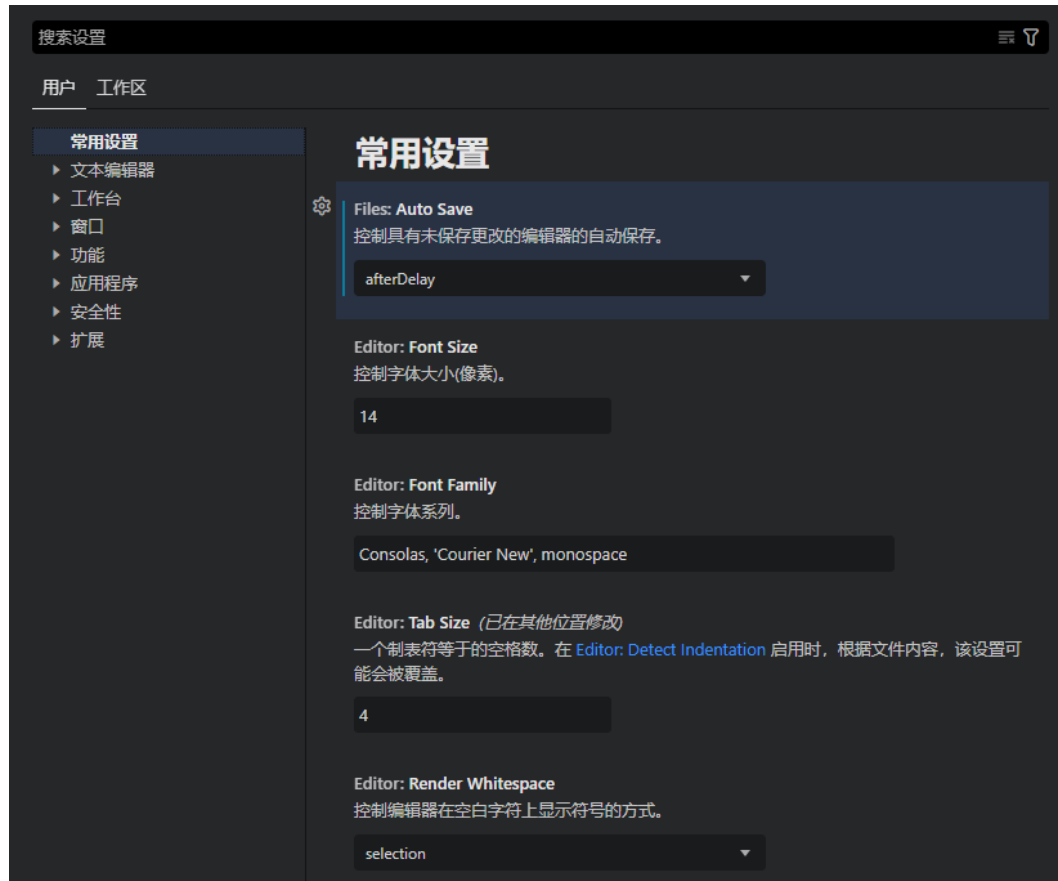 搜索设置
用户 工作区
常用设置
文本编辑器
工作台
窗口
功能
应用程序
安全性
扩展
常用设置
Files: Auto Save
控制具有未保存更改的编辑器的自动保存。
afterDelay
Editor: Font Size
控制字体大小(像素)。
14
Editor: Font Family
控制字体系列。
Consolas, 'Courier New', monospace
Editor: Tab Size (已在其他位置修改)
一个制表符等于的空格数。在 Editor: Detect Indentation 启用时，根据文件内容，该设置可
能会被覆盖。
4
Editor: Render Whitespace
控制编辑器在空白字符上显示符号的方式。
selection